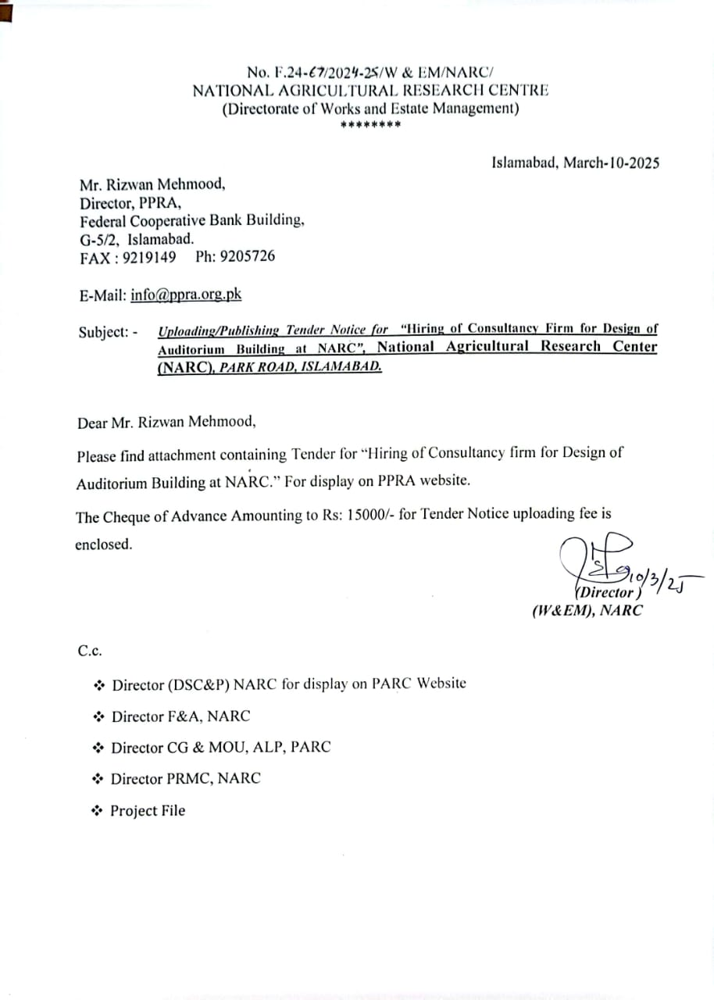 No. F.24-67/2024-25/W & EM/NARC/
NATIONAL AGRICULTURAL RESEARCH CENTRE
(Directorate of Works and Estate Management)
********
Islamabad, March-10-2025
Mr. Rizwan Mehmood,
Director, PPRA,
Federal Cooperative Bank Building,
G-5/2, Islamabad.
FAX : 9219149 Ph: 9205726
E-Mail: info@ppra.org.pk
Subject: - Uploading/Publishing Tender Notice for "Hiring of Consultancy Firm for Design of
Auditorium Building at NARC", National Agricultural Research Center
(NARC), PARK ROAD, ISLAMABAD.
Dear Mr. Rizwan Mehmood,
Please find attachment containing Tender for "Hiring of Consultancy firm for Design of
Auditorium Building at NARC." For display on PPRA website.
The Cheque of Advance Amounting to Rs: 15000/- for Tender Notice uploading fee is
enclosed.
10/3/25
(Director )
(W&EM), NARC
C.c.
❖ Director (DSC&P) NARC for display on PARC Website
❖ Director F&A, NARC
❖ Director CG & MOU, ALP, PARC
❖ Director PRMC, NARC
❖ Project File